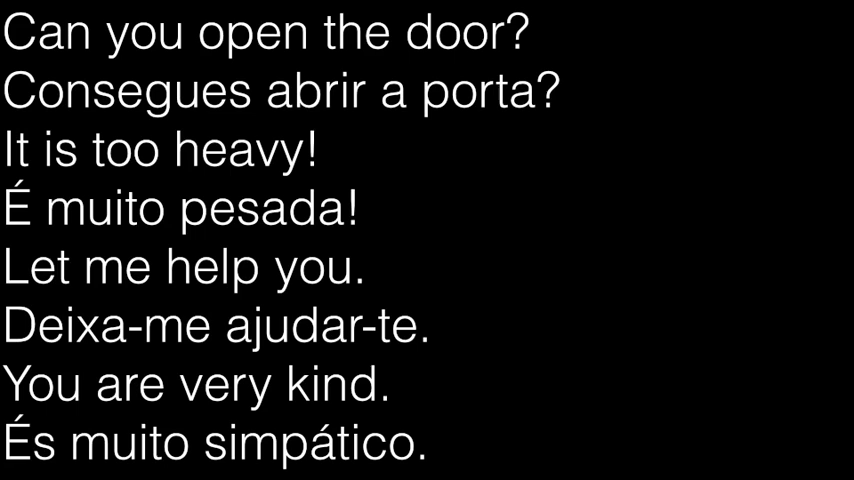 Can you open the door?
Consegues abrir a porta?
It is too heavy!
É muito pesada!
Let me help you.
Deixa-me ajudar-te.
You are very kind.
És muito simpático.